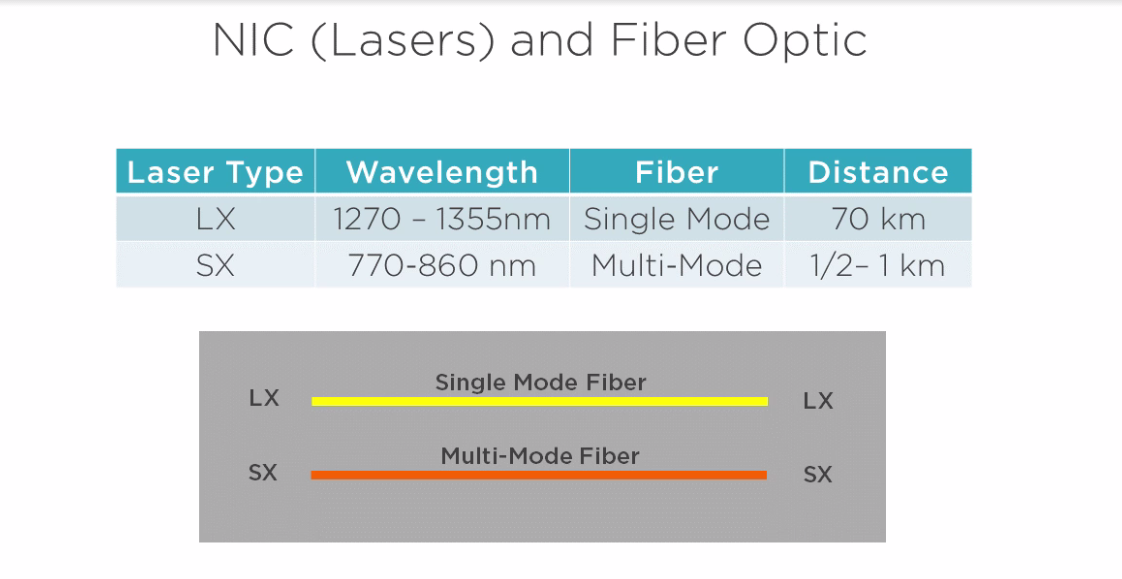 NIC (Lasers) and Fiber Optic
Laser Type Wavelength Fiber Distance
LX 1270 – 1355nm Single Mode 70 km
SX 770-860 nm Multi-Mode 1/2– 1 km
Single Mode Fiber
LX LX
Multi-Mode Fiber
SX SX